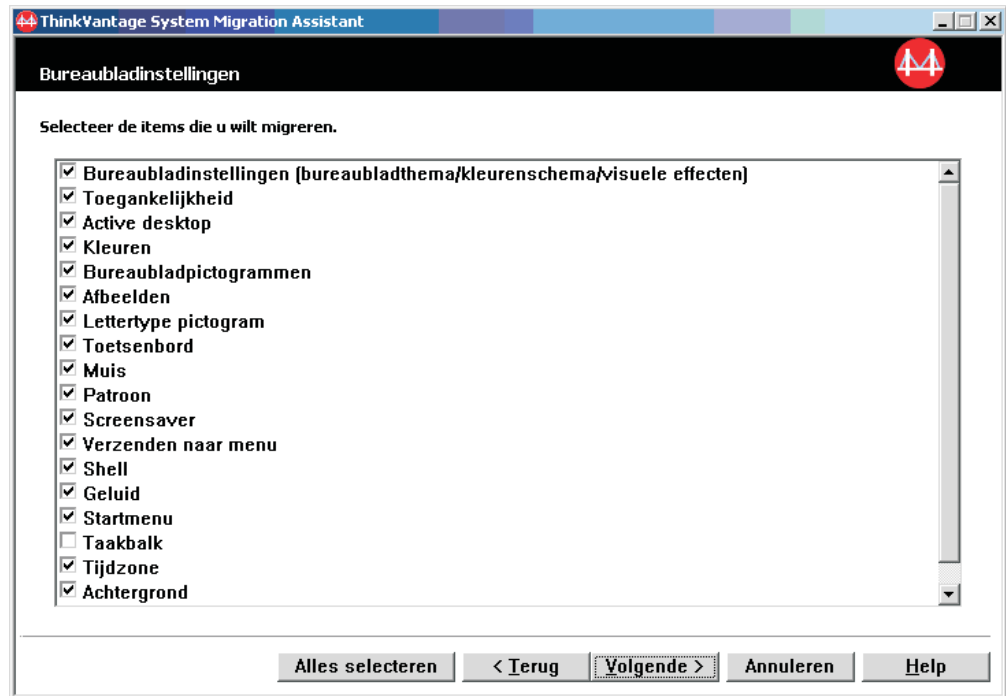 ThinkVantage System Migration Assistant
Bureaubladinstellingen
Selecteer de items die u wilt migreren.
Bureaubladinstellingen (bureaubladthema/kleurenschema/visuele effecten)
Toegankelijkheid
Active desktop
Kleuren
Bureaubladpictogrammen
Afbeelden
Lettertype pictogram
Toetsenbord
Muis
Patroon
Screensaver
Verzenden naar menu
Shell
Geluid
Startmenu
Taakbalk
Tijdzone
Achtergrond
Alles selecteren < Terug Volgende > Annuleren Help